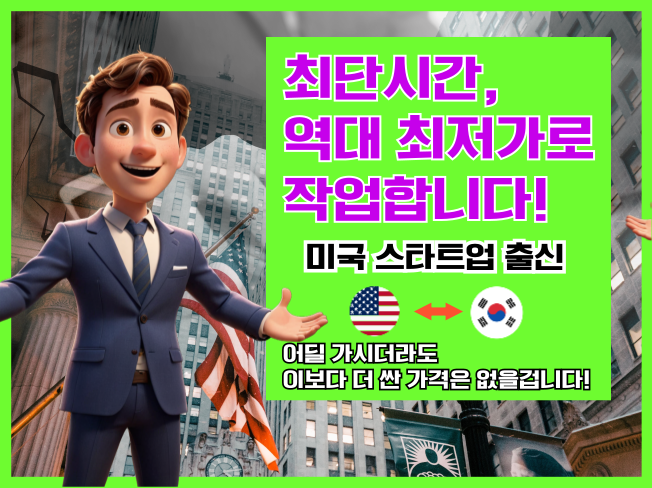 최단시간,
역대 최저가로
작업합니다!
미국 스타트업 출신
어딜 가시더라도
이보다 더 싼 가격은 없을겁니다!